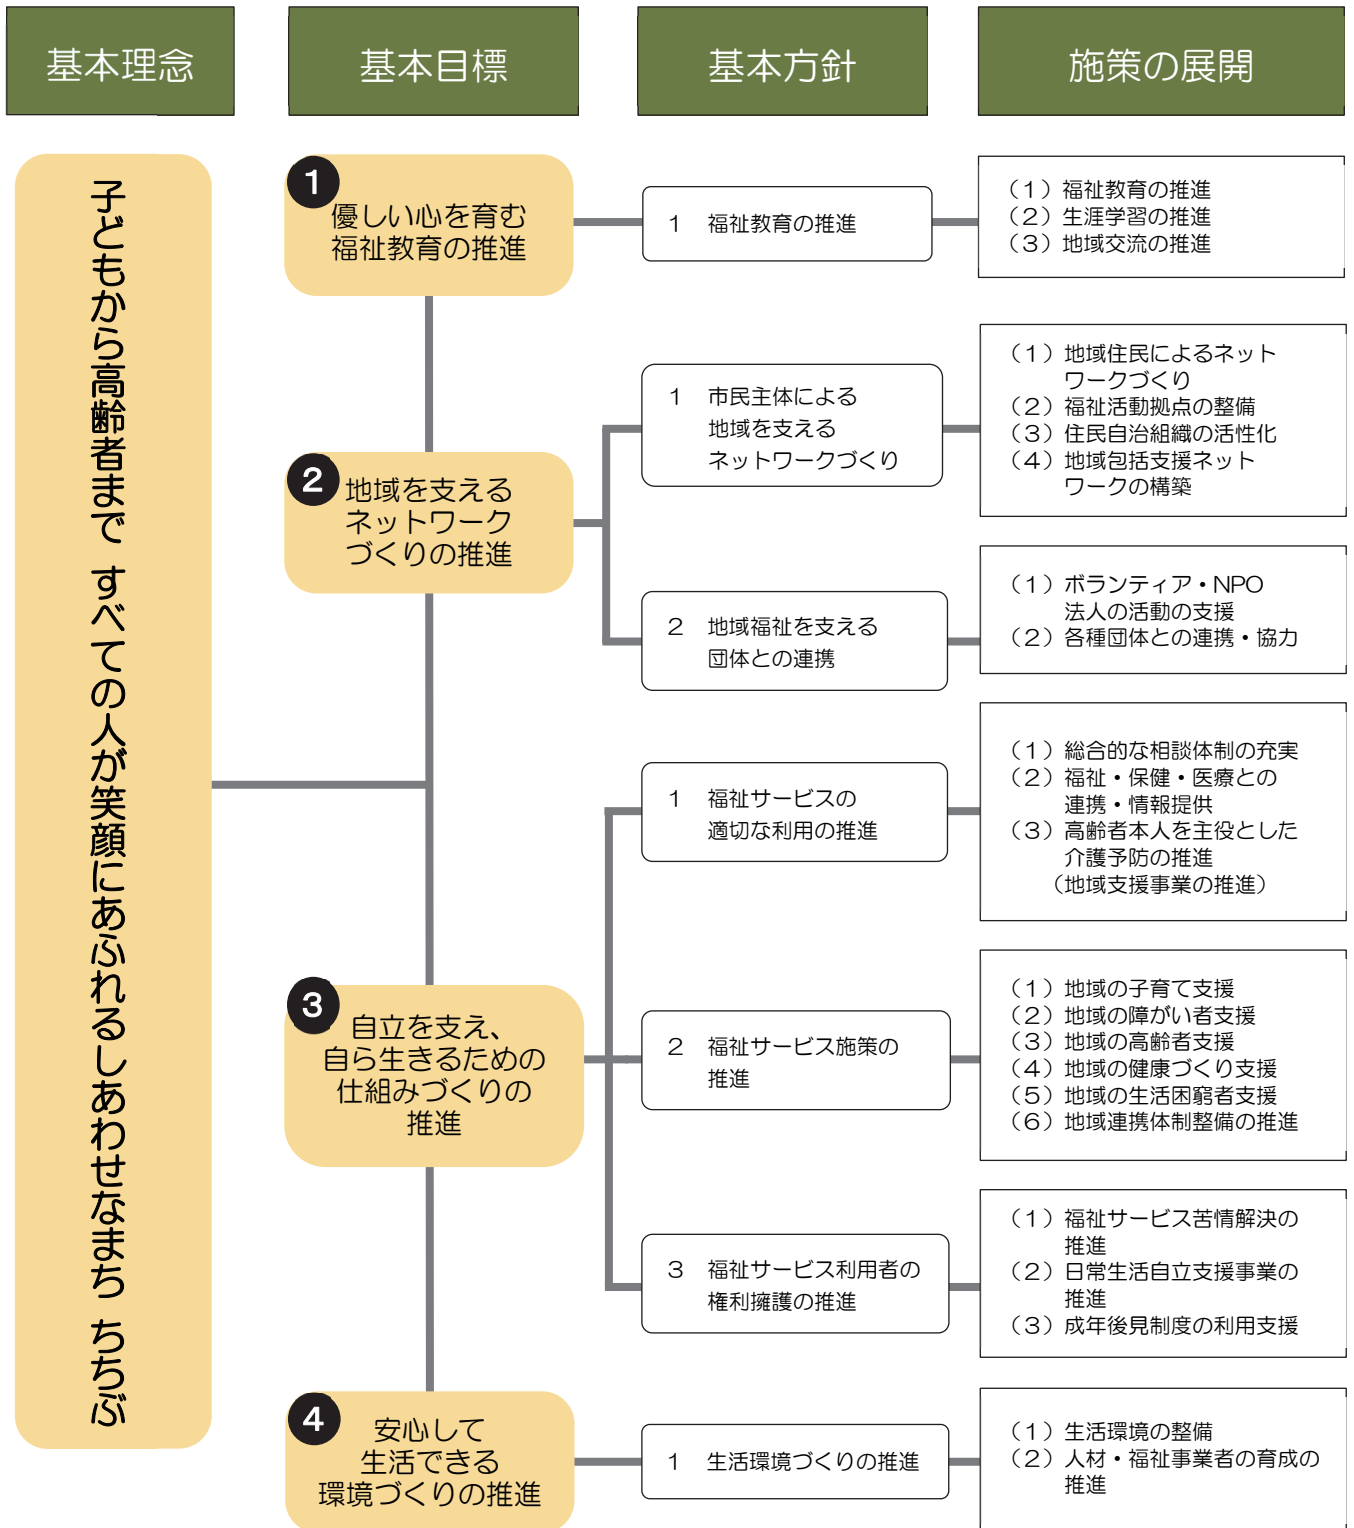 基本理念
基本目標
基本方針
施策の展開
子どもから高齢者まで すべての人が笑顔にあふれるしあわせなまち ちちぶ
1
優しい心を育む
福祉教育の推進
1 福祉教育の推進
（1）福祉教育の推進
（2）生涯学習の推進
（3）地域交流の推進
2
地域を支える
ネットワーク
づくりの推進
1 市民主体による
地域を支える
ネットワークづくり
（1）地域住民によるネット
ワークづくり
（2）福祉活動拠点の整備
（3）住民自治組織の活性化
（4）地域包括支援ネット
ワークの構築
2 地域福祉を支える
団体との連携
（1）ボランティア・NPO
法人の活動の支援
（2）各種団体との連携・協力
3
自立を支え、
自ら生きるための
仕組みづくりの
推進
1 福祉サービスの
適切な利用の推進
（1）総合的な相談体制の充実
（2）福祉・保健・医療との
連携・情報提供
（3）高齢者本人を主役とした
介護予防の推進
（地域支援事業の推進）
2 福祉サービス施策の
推進
（1）地域の子育て支援
（2）地域の障がい者支援
（3）地域の高齢者支援
（4）地域の健康づくり支援
（5）地域の生活困窮者支援
（6）地域連携体制整備の推進
3 福祉サービス利用者の
権利擁護の推進
（1）福祉サービス苦情解決の
推進
（2）日常生活自立支援事業の
推進
（3）成年後見制度の利用支援
4
安心して
生活できる
環境づくりの推進
1 生活環境づくりの推進
（1）生活環境の整備
（2）人材・福祉事業者の育成の
推進